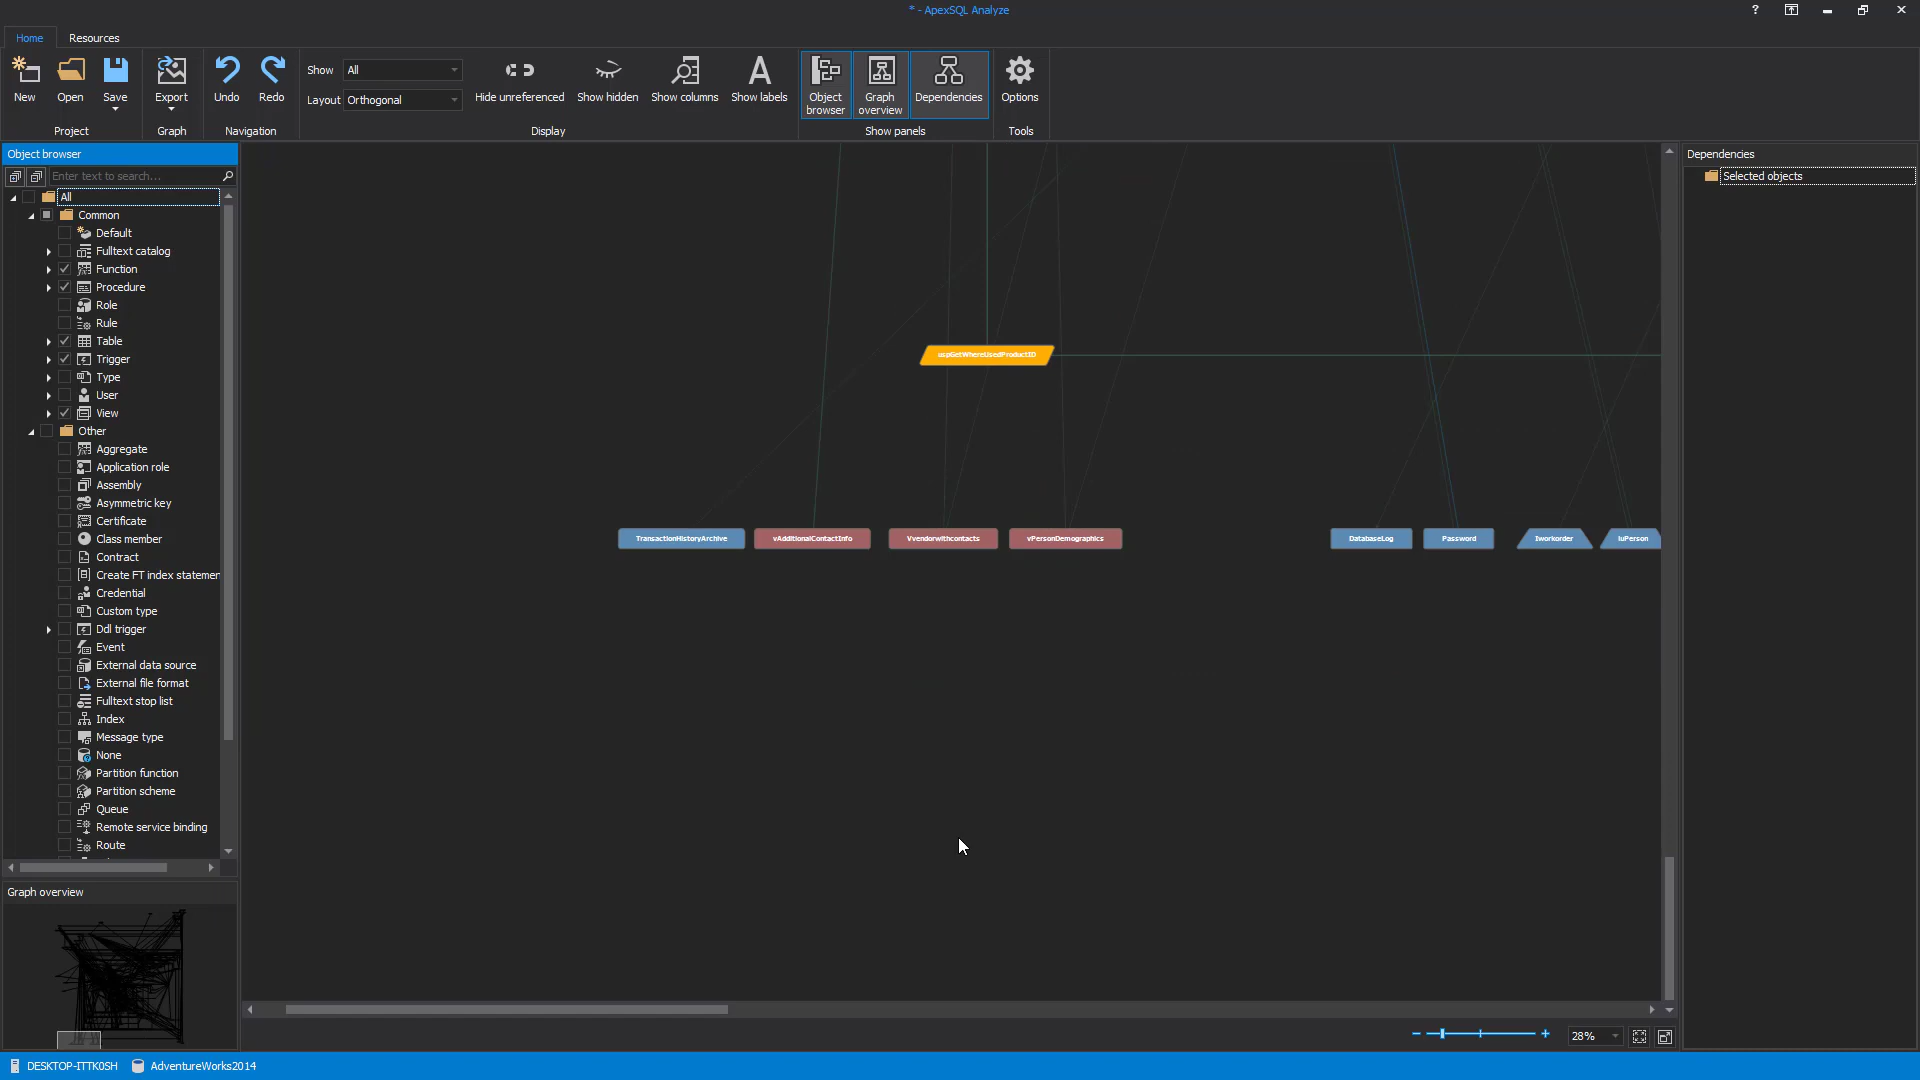 * - ApexSQL Analyze
?
Home
Resources
New
Open
Save
Export
Undo
Redo
Show
All
Layout
Orthogonal
Hide unreferenced
Show hidden
Show columns
Show labels
Object browser
Graph overview
Dependencies
Options
Project
Graph
Navigation
Display
Show panels
Tools
Object browser
Enter text to search...
All
Common
Default
Fulltext catalog
Function
Procedure
Role
Rule
Table
Trigger
Type
User
View
Other
Aggregate
Application role
Assembly
Asymmetric key
Certificate
Class member
Contract
Create FT index statemen
Credential
Custom type
Ddl trigger
Event
External data source
External file format
Fulltext stop list
Index
Message type
None
Partition function
Partition scheme
Queue
Remote service binding
Route
Graph overview
uspGetWhereUsedProductID
TransactionHistoryArchive
vAdditionalContactInfo
Vvendorwithcontacts
vPersonDemographics
DatabaseLog
Password
Iworkorder
IuPerson
Dependencies
Selected objects
28%
DESKTOP-ITTK0SH
AdventureWorks2014